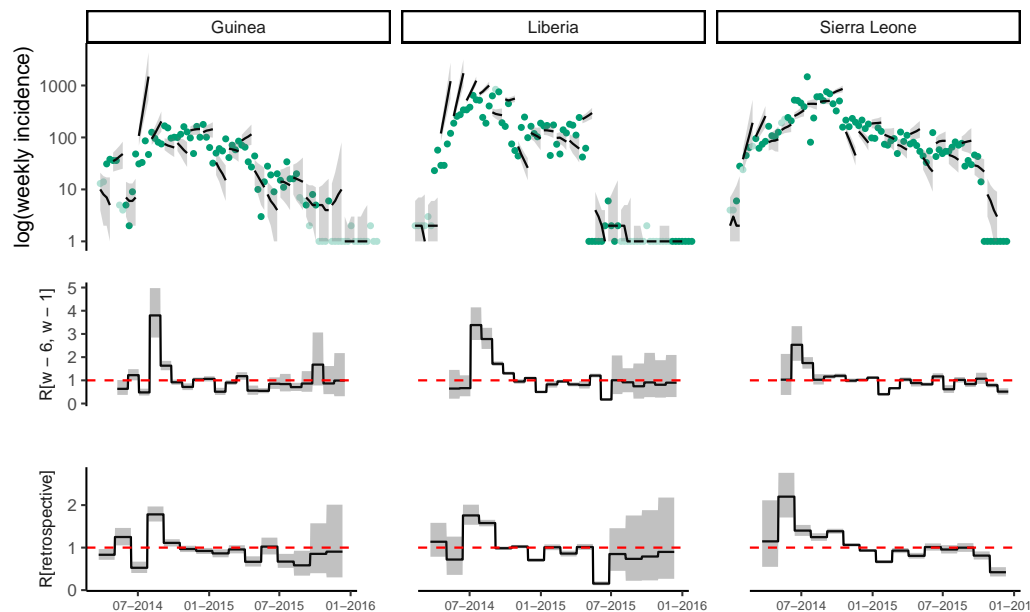 Guinea
Liberia
Sierra Leone
log(weekly incidence)
1000
100
10
1
R[w − 6, w − 1]
5
4
3
2
1
0
R[retrospective]
2
1
0
07−2014 01−2015 07−2015 01−2016
07−2014 01−2015 07−2015 01−2016
07−2014 01−2015 07−2015 01−201